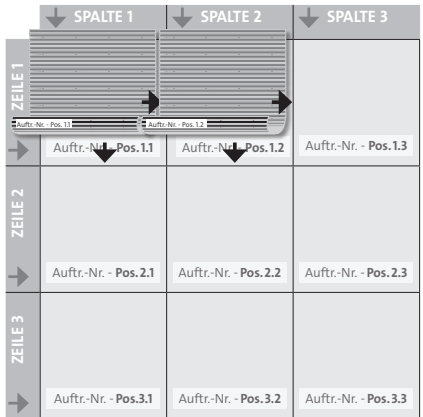 SPALTE 1 SPALTE 2 SPALTE 3
ZEILE 1
Auftr.-Nr. - Pos. 1.1 Auftr.-Nr. - Pos. 1.2
Auftr.-Nr. - Pos. 1.1 Auftr.-Nr. - Pos. 1.2 Auftr.-Nr. - Pos. 1.3
ZEILE 2
Auftr.-Nr. - Pos. 2.1 Auftr.-Nr. - Pos. 2.2 Auftr.-Nr. - Pos. 2.3
ZEILE 3
Auftr.-Nr. - Pos. 3.1 Auftr.-Nr. - Pos. 3.2 Auftr.-Nr. - Pos. 3.3